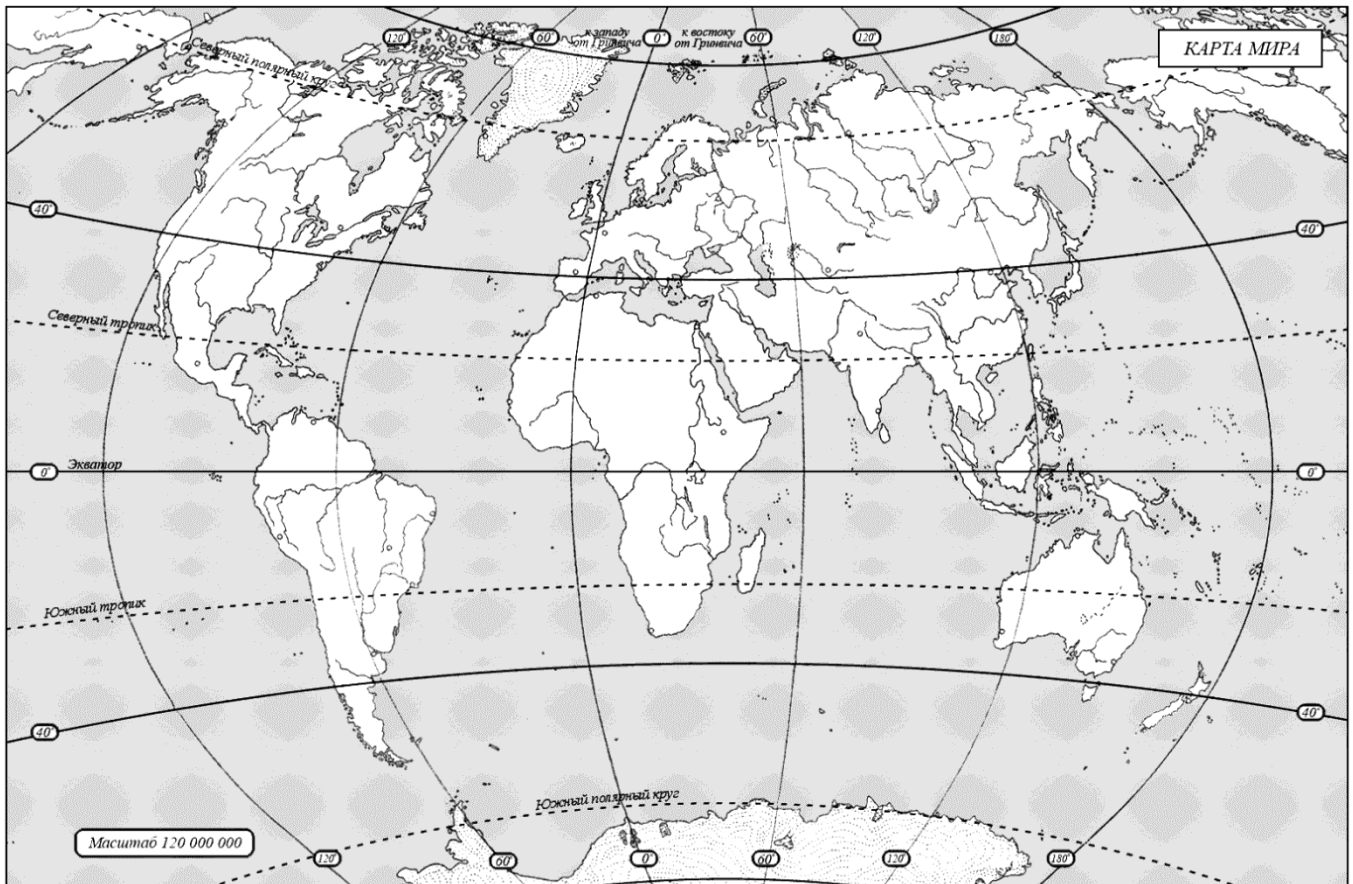 120°
60°
к западу
от Гринвича
0°
к востоку
от Гринвича
60°
120°
180°
КАРТА МИРА
Северный полярный круг
40°
40°
Северный тропик
0°
Экватор
0°
Южный тропик
40°
40°
Южный полярный круг
Масштаб 120 000 000
120°
60°
0°
60°
120°
180°